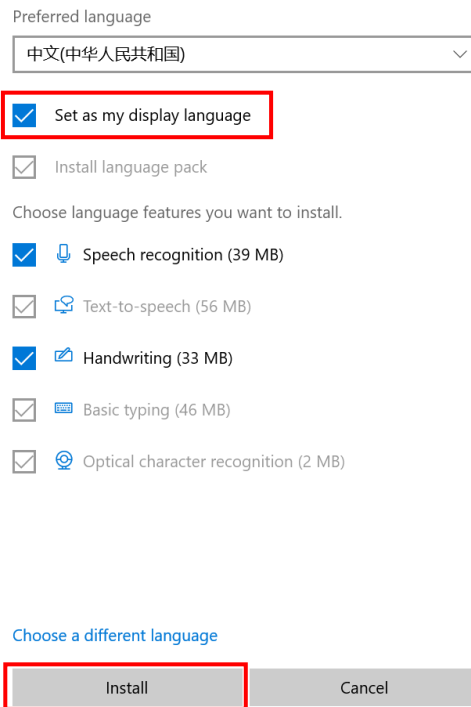 Preferred language
中文(中华人民共和国)
Set as my display language
Install language pack
Choose language features you want to install.
Speech recognition (39 MB)
Text-to-speech (56 MB)
Handwriting (33 MB)
Basic typing (46 MB)
Optical character recognition (2 MB)
Choose a different language
Install
Cancel